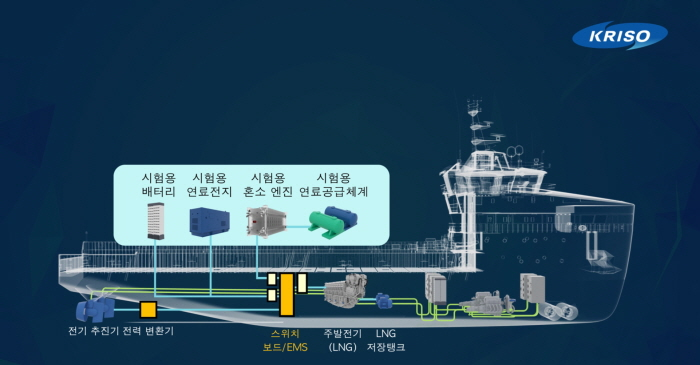 KRISO
시험용 시험용 시험용 시험용
배터리 연료전지 혼소 엔진 연료공급체계
전기 추진기 전력 변환기 스위치 주발전기 LNG
보드/EMS (LNG) 저장탱크